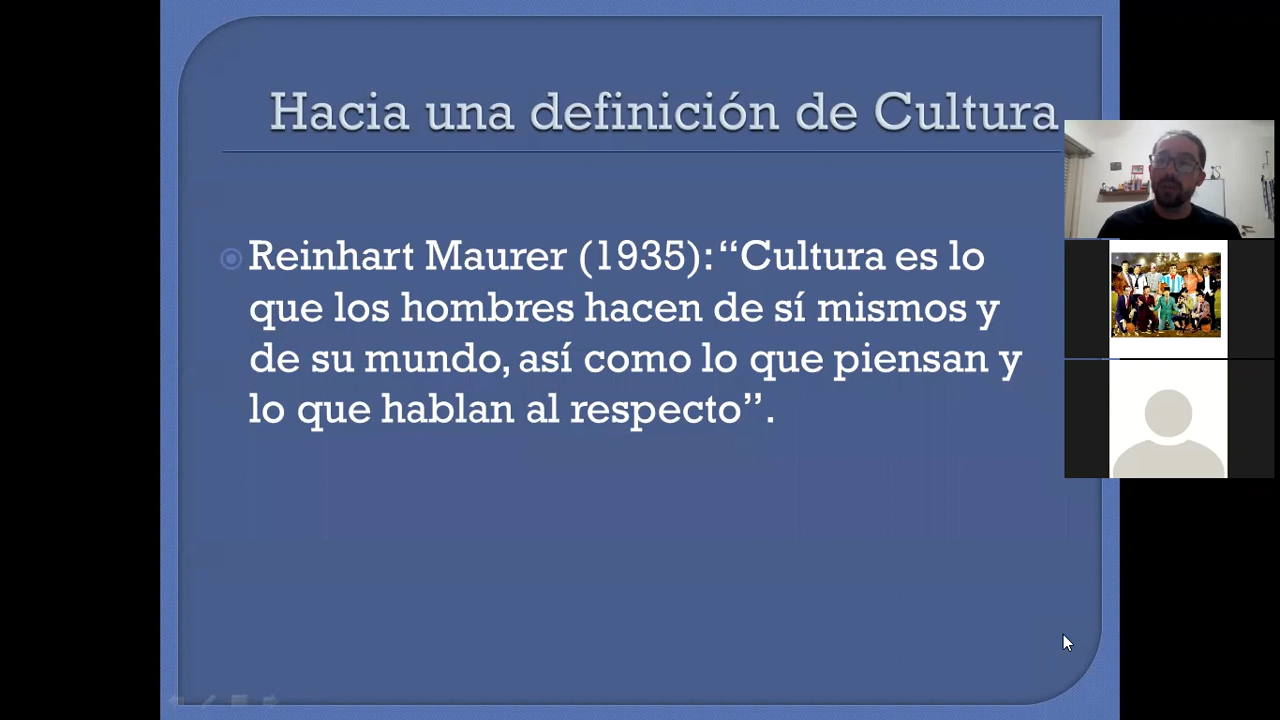 Hacia una definición de Cultura
Reinhart Maurer (1935): “Cultura es lo
que los hombres hacen de sí mismos y
de su mundo, así como lo que piensan y
lo que hablan al respecto”.